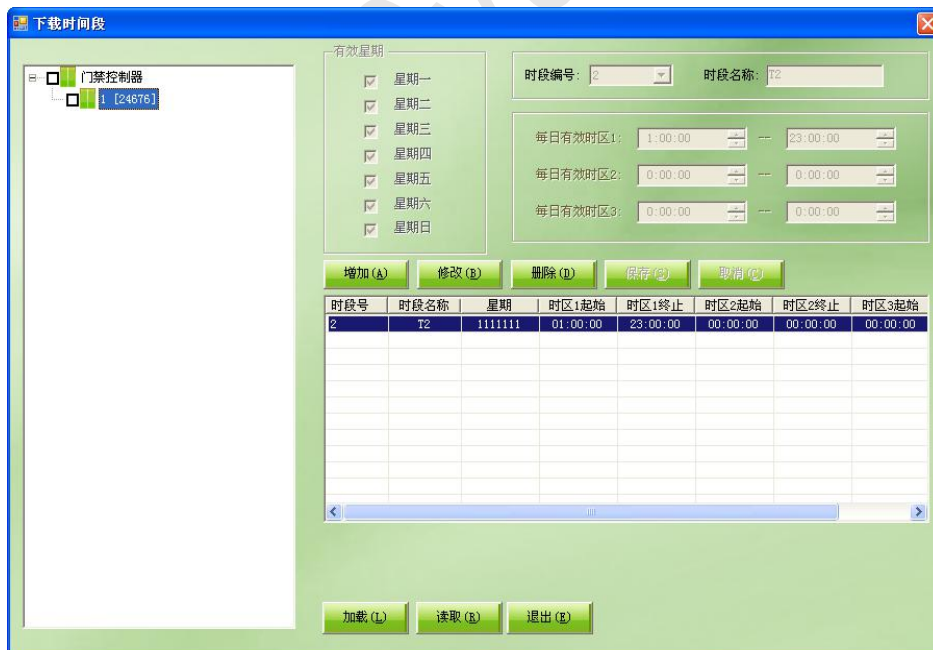 下载时间段
门禁控制器
1 [24676]
有效星期
星期一
星期二
星期三
星期四
星期五
星期六
星期日
时段编号: 2 时段名称: T2
每日有效时区1: 1:00:00 -- 23:00:00
每日有效时区2: 0:00:00 -- 0:00:00
每日有效时区3: 0:00:00 -- 0:00:00
增加(A) 修改(B) 删除(D) 保存(S) 取消(C)
时段号 时段名称 星期 时区1起始 时区1终止 时区2起始 时区2终止 时区3起始
2 T2 1111111 01:00:00 23:00:00 00:00:00 00:00:00 00:00:00
加载(L) 读取(R) 退出(E)